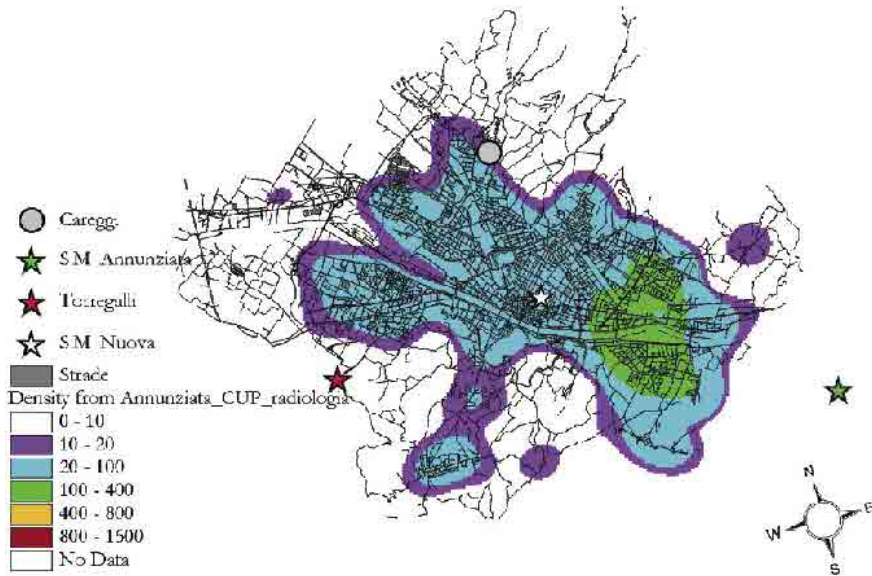 Careggi
S.M. Annunziata
Torregalli
S.M. Nuova
Strade
Density from Annunziata_CUP_radiologia
0 - 10
10 - 20
20 - 100
100 - 400
400 - 800
800 - 1500
No Data
N
E
W
S